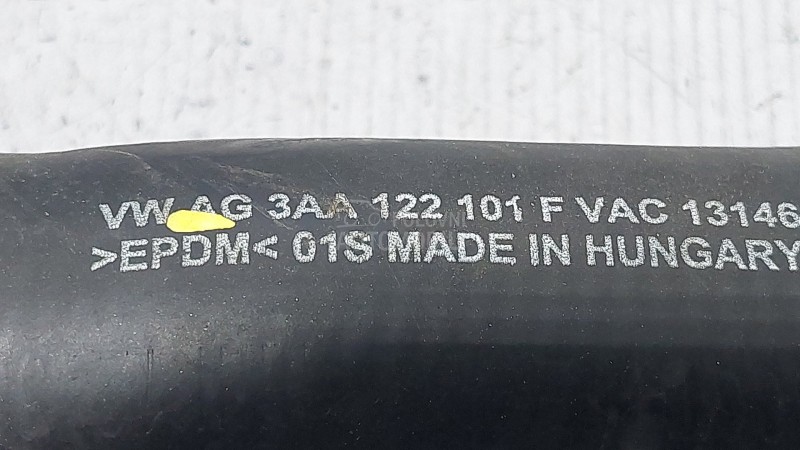 VW AG 3AA 122 101 F VAC 13146
>EPDM< 01S MADE IN HUNGARY